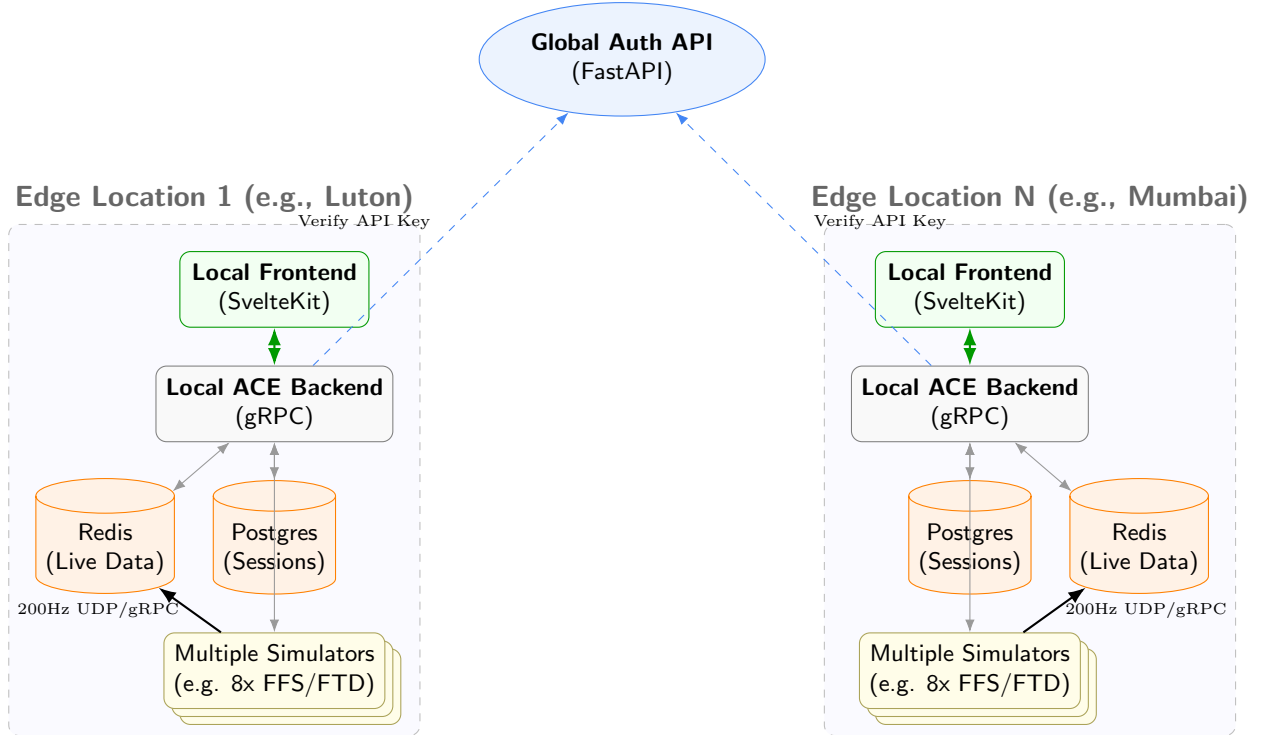 Global Auth API
(FastAPI)
Edge Location 1 (e.g., Luton)
Verify API Key
Local Frontend
(SvelteKit)
Local ACE Backend
(gRPC)
Redis
(Live Data)
Postgres
(Sessions)
200Hz UDP/gRPC
Multiple Simulators
(e.g. 8x FFS/FTD)
Edge Location N (e.g., Mumbai)
Verify API Key
Local Frontend
(SvelteKit)
Local ACE Backend
(gRPC)
Postgres
(Sessions)
Redis
(Live Data)
200Hz UDP/gRPC
Multiple Simulators
(e.g. 8x FFS/FTD)